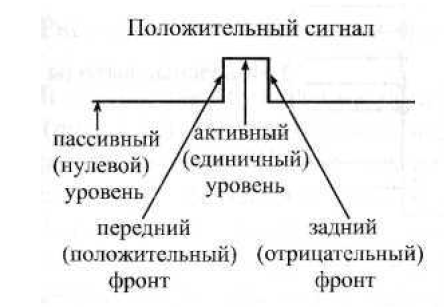 Положительный сигнал
пассивный
(нулевой)
уровень
активный
(единичный)
уровень
передний
(положительный)
фронт
задний
(отрицательный)
фронт